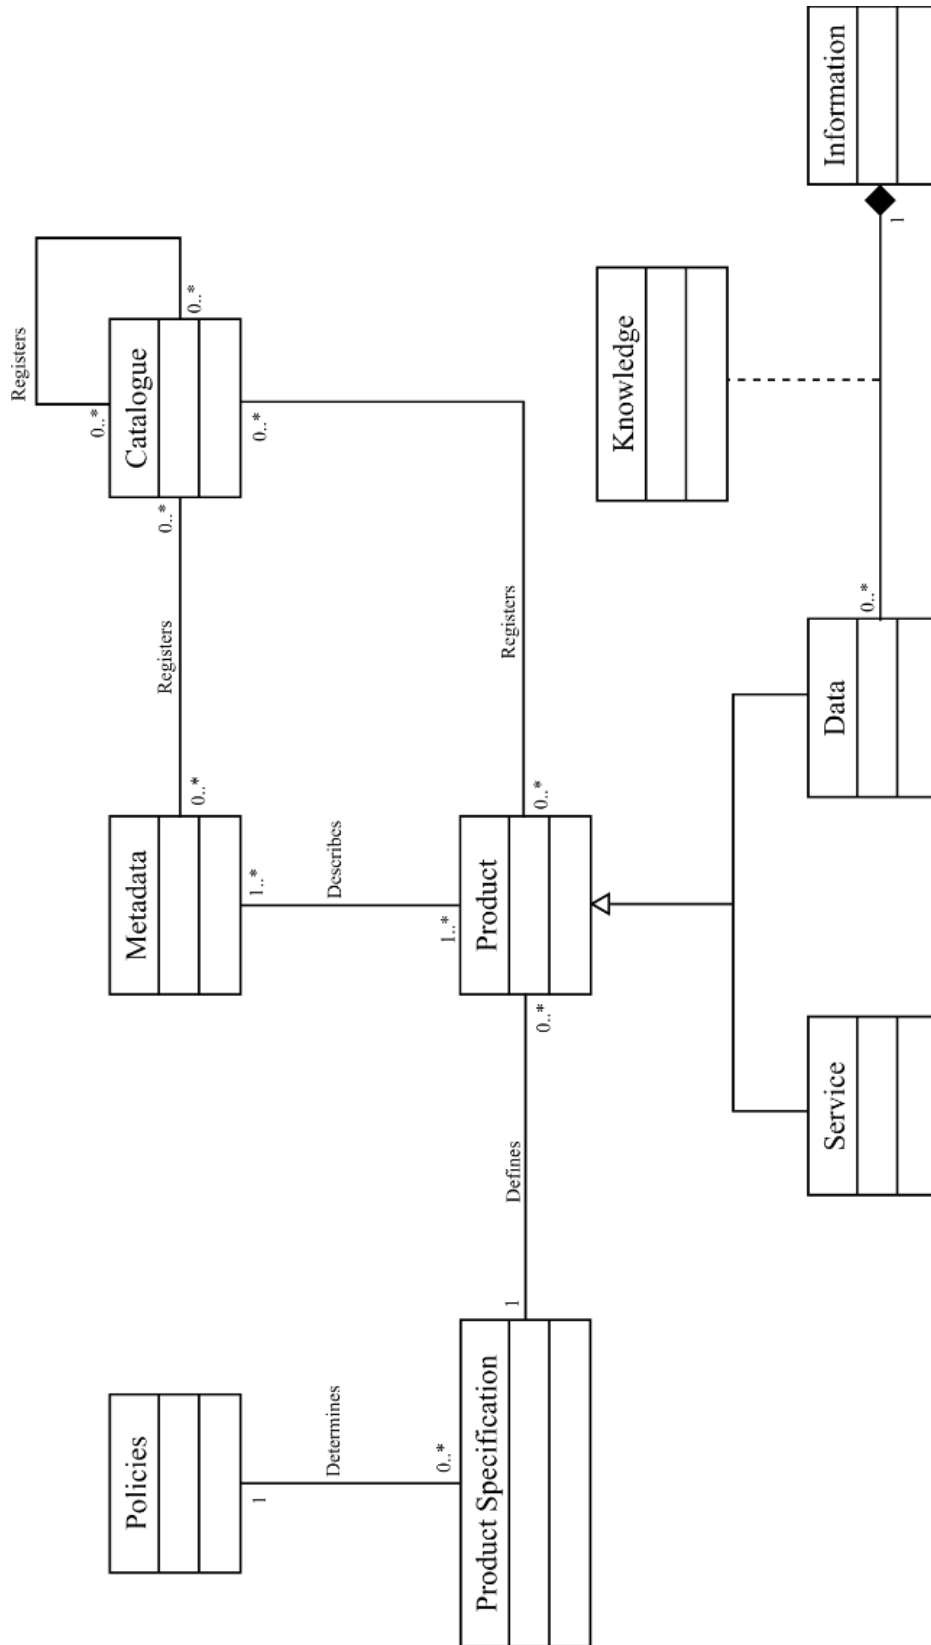 Registers
0..*
0..*
Policies
Metadata
Catalogue
1
Determines
0..*
1..*
Describes
1..*
0..*
Registers
0..*
0..*
Registers
0..*
Product Specification
1
Defines
0..*
Product
Knowledge
Service
Data
0..*
1
Information